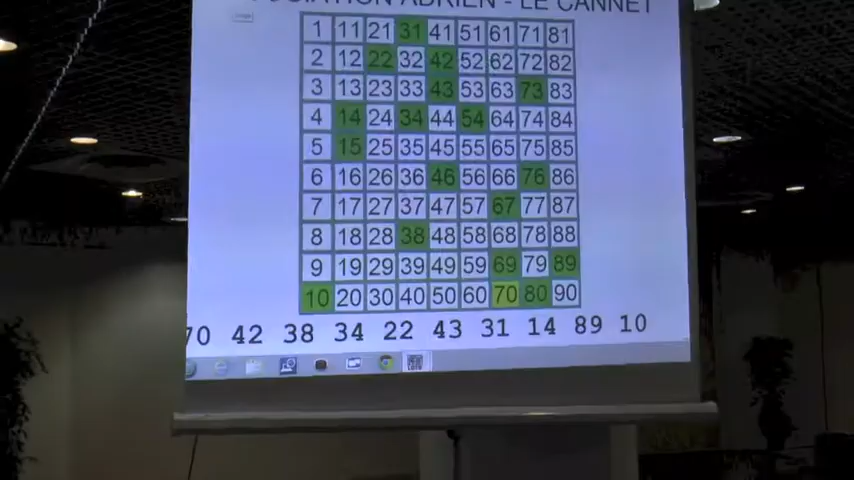 ADRIEN - LE CANNET
1 11 21 31 41 51 61 71 81
2 12 22 32 42 52 62 72 82
3 13 23 33 43 53 63 73 83
4 14 24 34 44 54 64 74 84
5 15 25 35 45 55 65 75 85
6 16 26 36 46 56 66 76 86
7 17 27 37 47 57 67 77 87
8 18 28 38 48 58 68 78 88
9 19 29 39 49 59 69 79 89
10 20 30 40 50 60 70 80 90
70 42 38 34 22 43 31 14 89 10